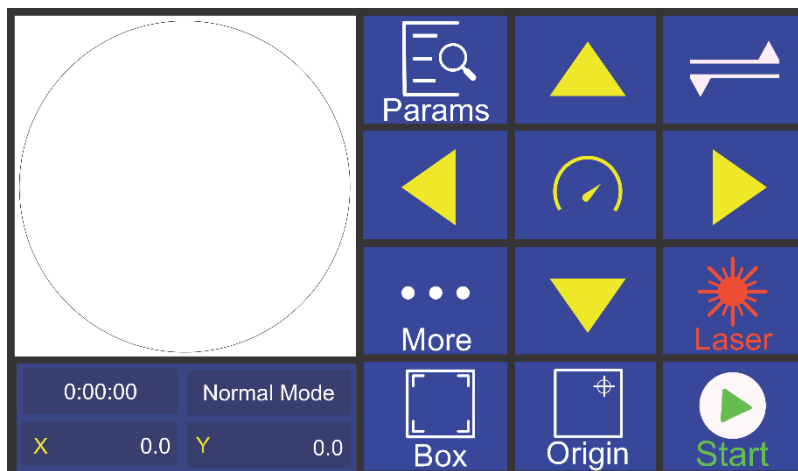 Params
More
Laser
0:00:00
Normal Mode
X 0.0
Y 0.0
Box
Origin
Start